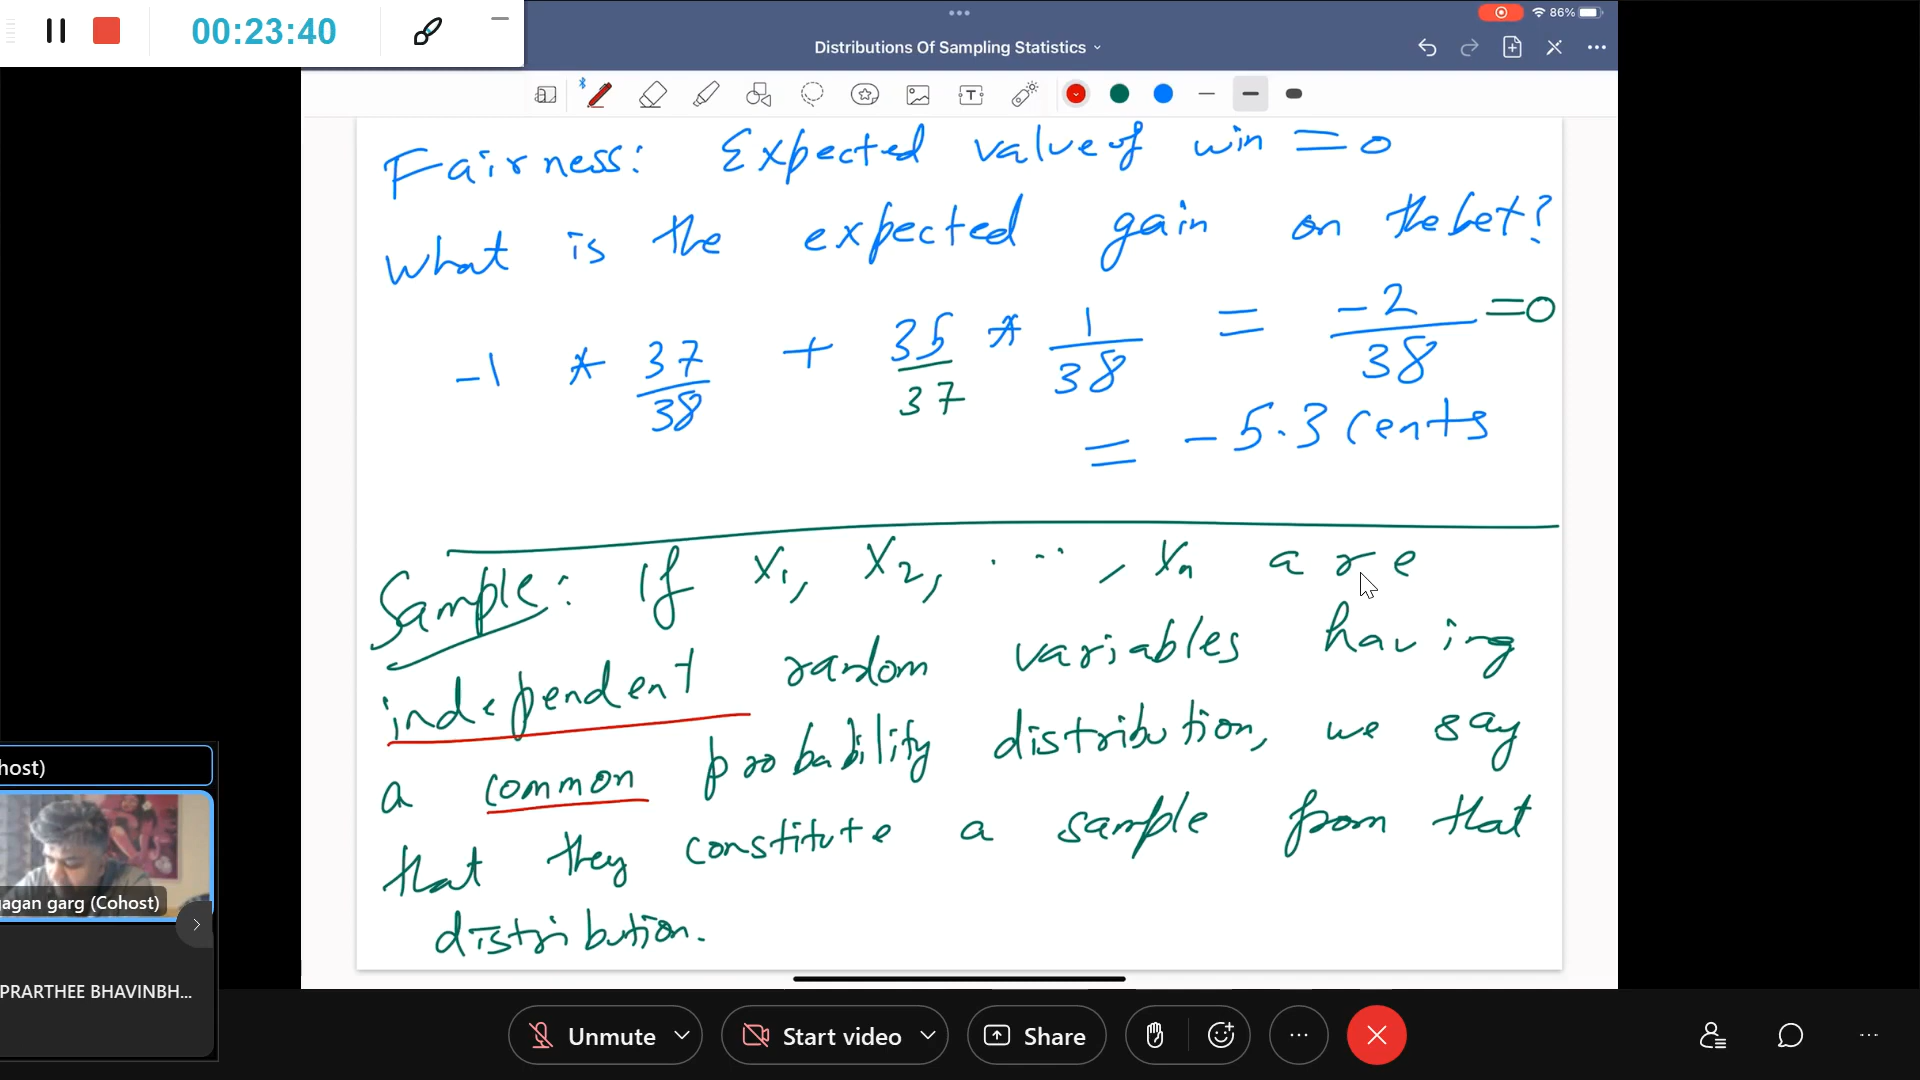 00:23:40
86%
Distributions Of Sampling Statistics
Fairness: Expected value of win = 0
What is the expected gain on the bet?
-1 * 37/38 + 35 * 1/38 = -2/38 = 0
37
= -5.3 cents
Sample: If X1, X2, ..., Xn are
independent random variables having
a common probability distribution, we say
that they constitute a sample from that
distribution.
host)
agan garg (Cohost)
PRARTHEE BHAVINBH...
Unmute
Start video
Share